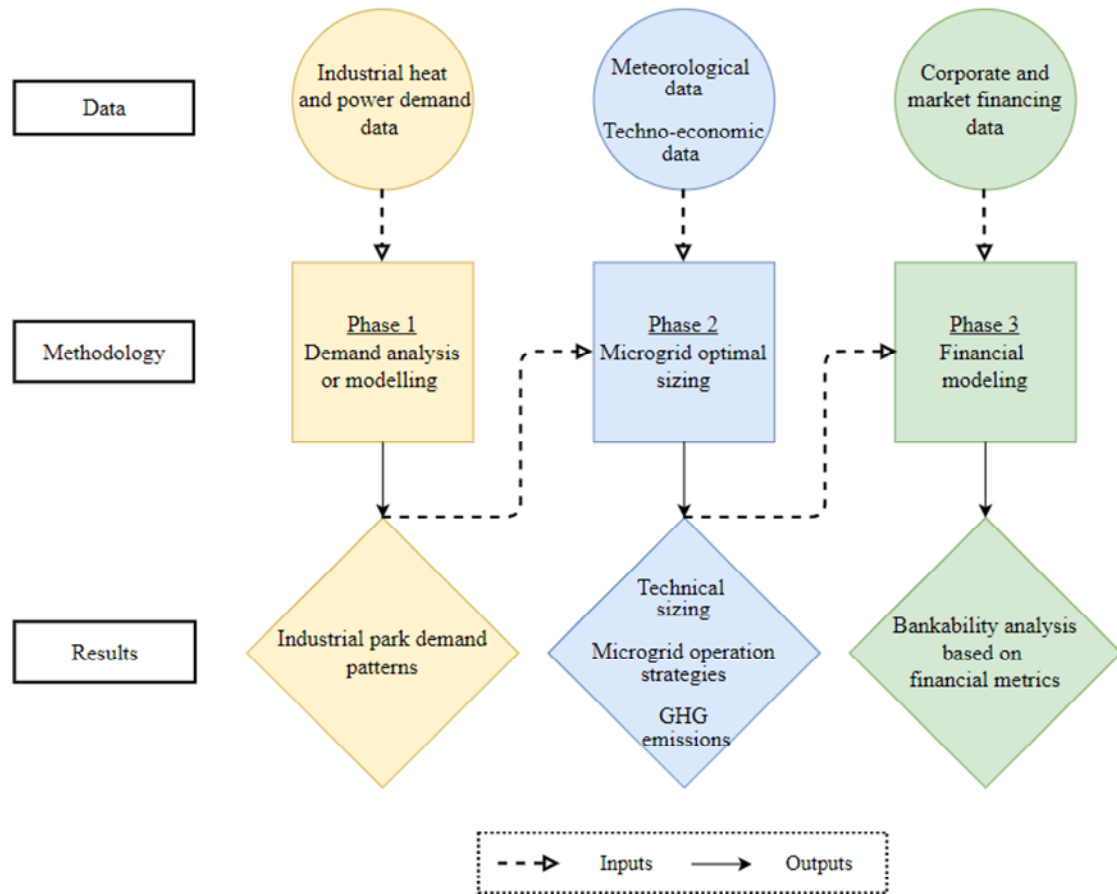 Data
Industrial heat
and power demand
data
Meteorological
data
Techno-economic
data
Corporate and
market financing
data
Methodology
Phase 1
Demand analysis
or modelling
Phase 2
Microgrid optimal
sizing
Phase 3
Financial
modeling
Results
Industrial park demand
patterns
Technical
sizing
Microgrid operation
strategies
GHG
emissions
Bankability analysis
based on
financial metrics
Inputs
Outputs